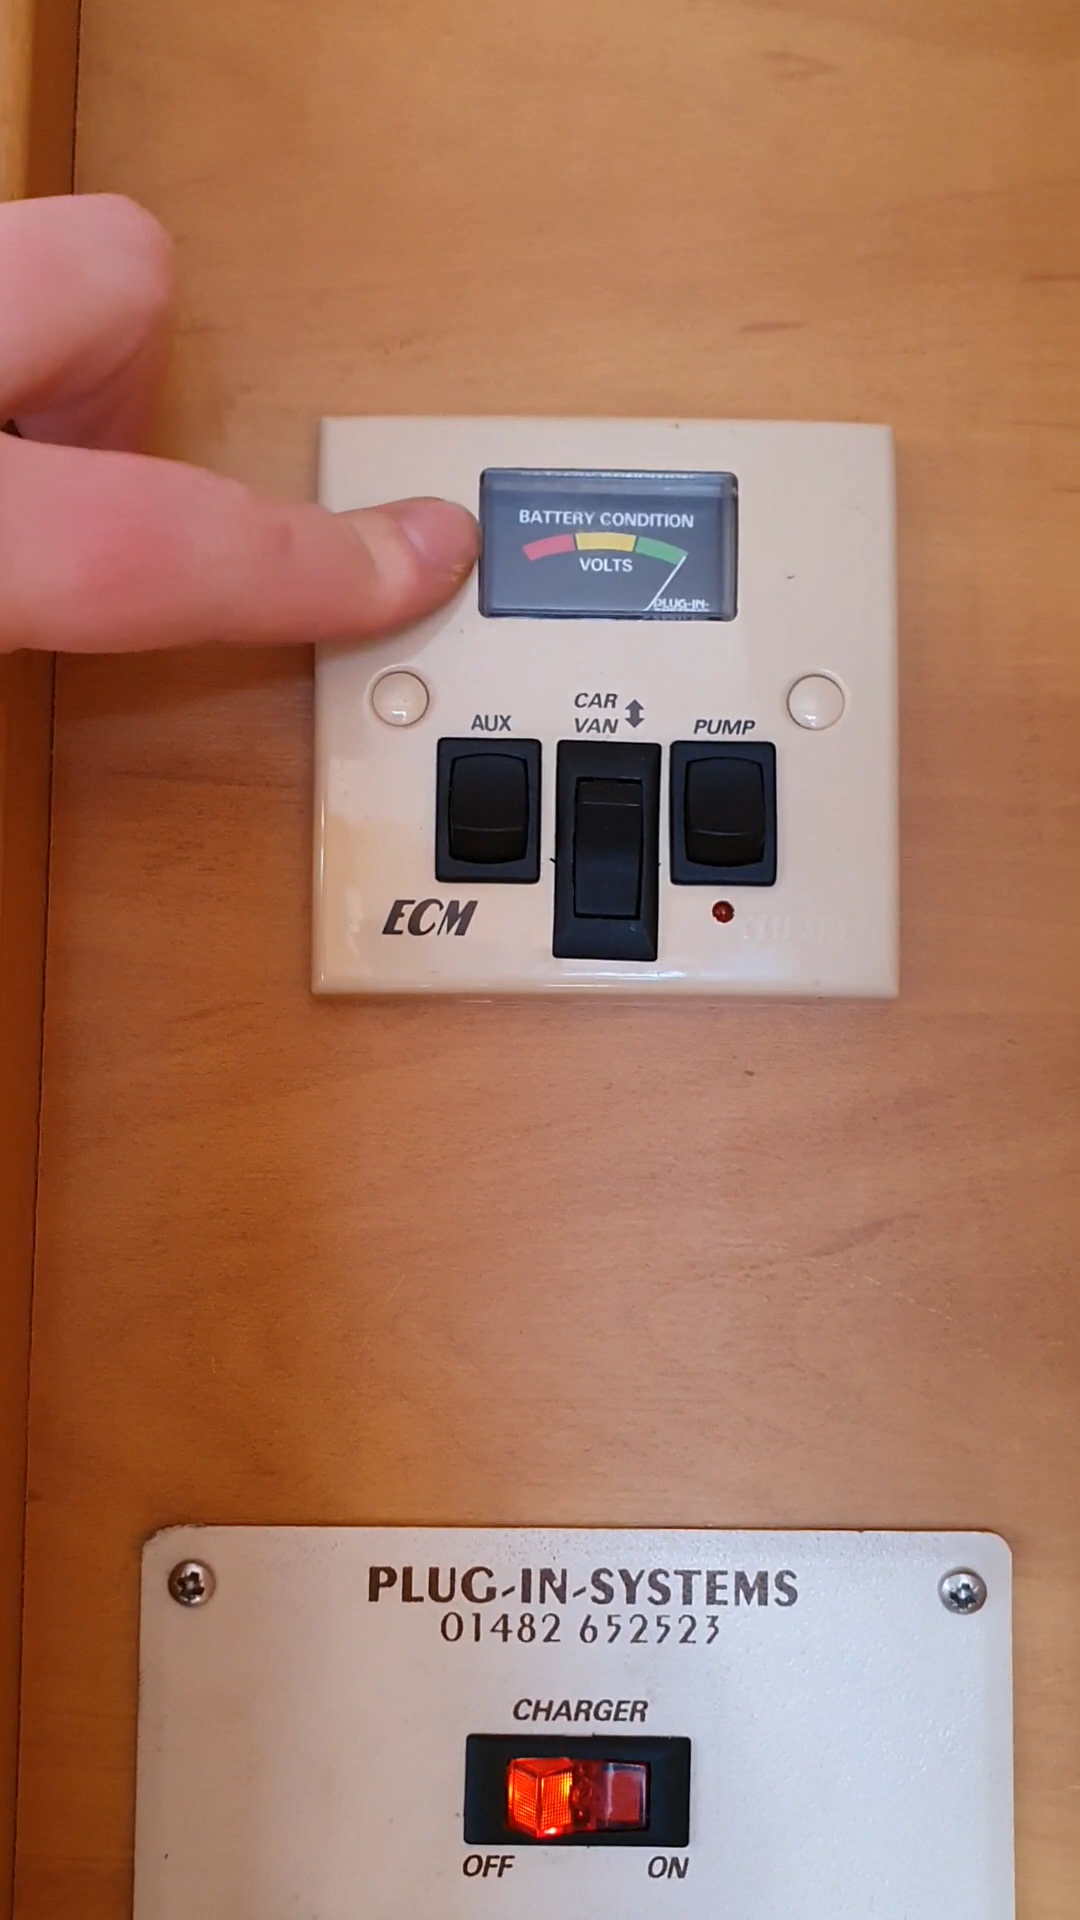 BATTERY CONDITION
VOLTS
PLUG-IN-
CAR
VAN
AUX
PUMP
ECM
PLUG-IN-SYSTEMS
01482 652523
CHARGER
OFF
ON